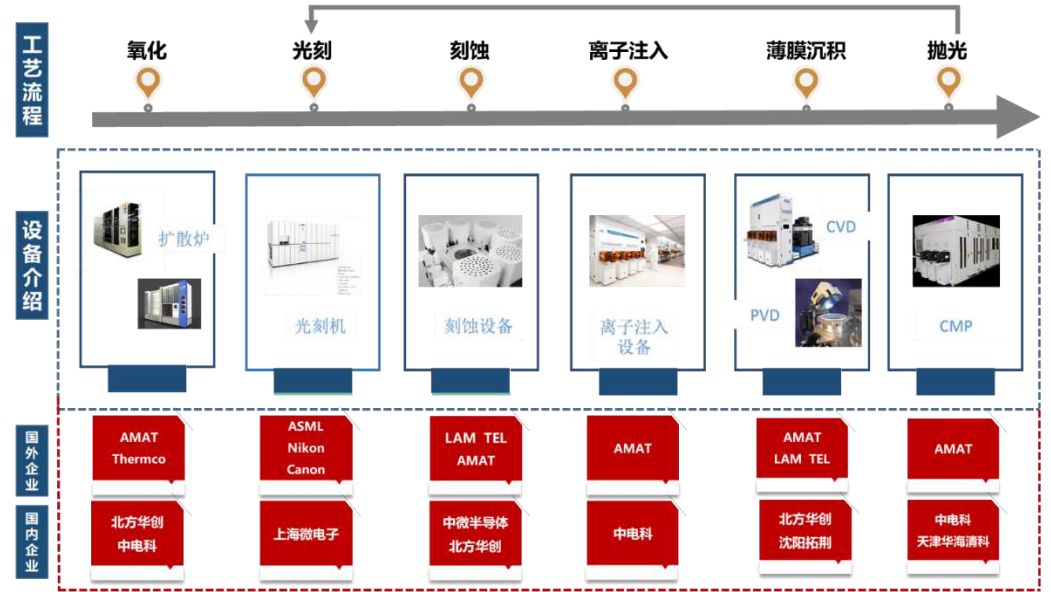 工艺流程
氧化
光刻
刻蚀
离子注入
薄膜沉积
抛光
设备介绍
扩散炉
光刻机
刻蚀设备
离子注入
设备
CVD
PVD
CMP
国外企业
AMAT
Thermco
ASML
Nikon
Canon
LAM TEL
AMAT
AMAT
AMAT
LAM TEL
AMAT
国内企业
北方华创
中电科
上海微电子
中微半导体
北方华创
中电科
北方华创
沈阳拓荆
中电科
天津华海清科